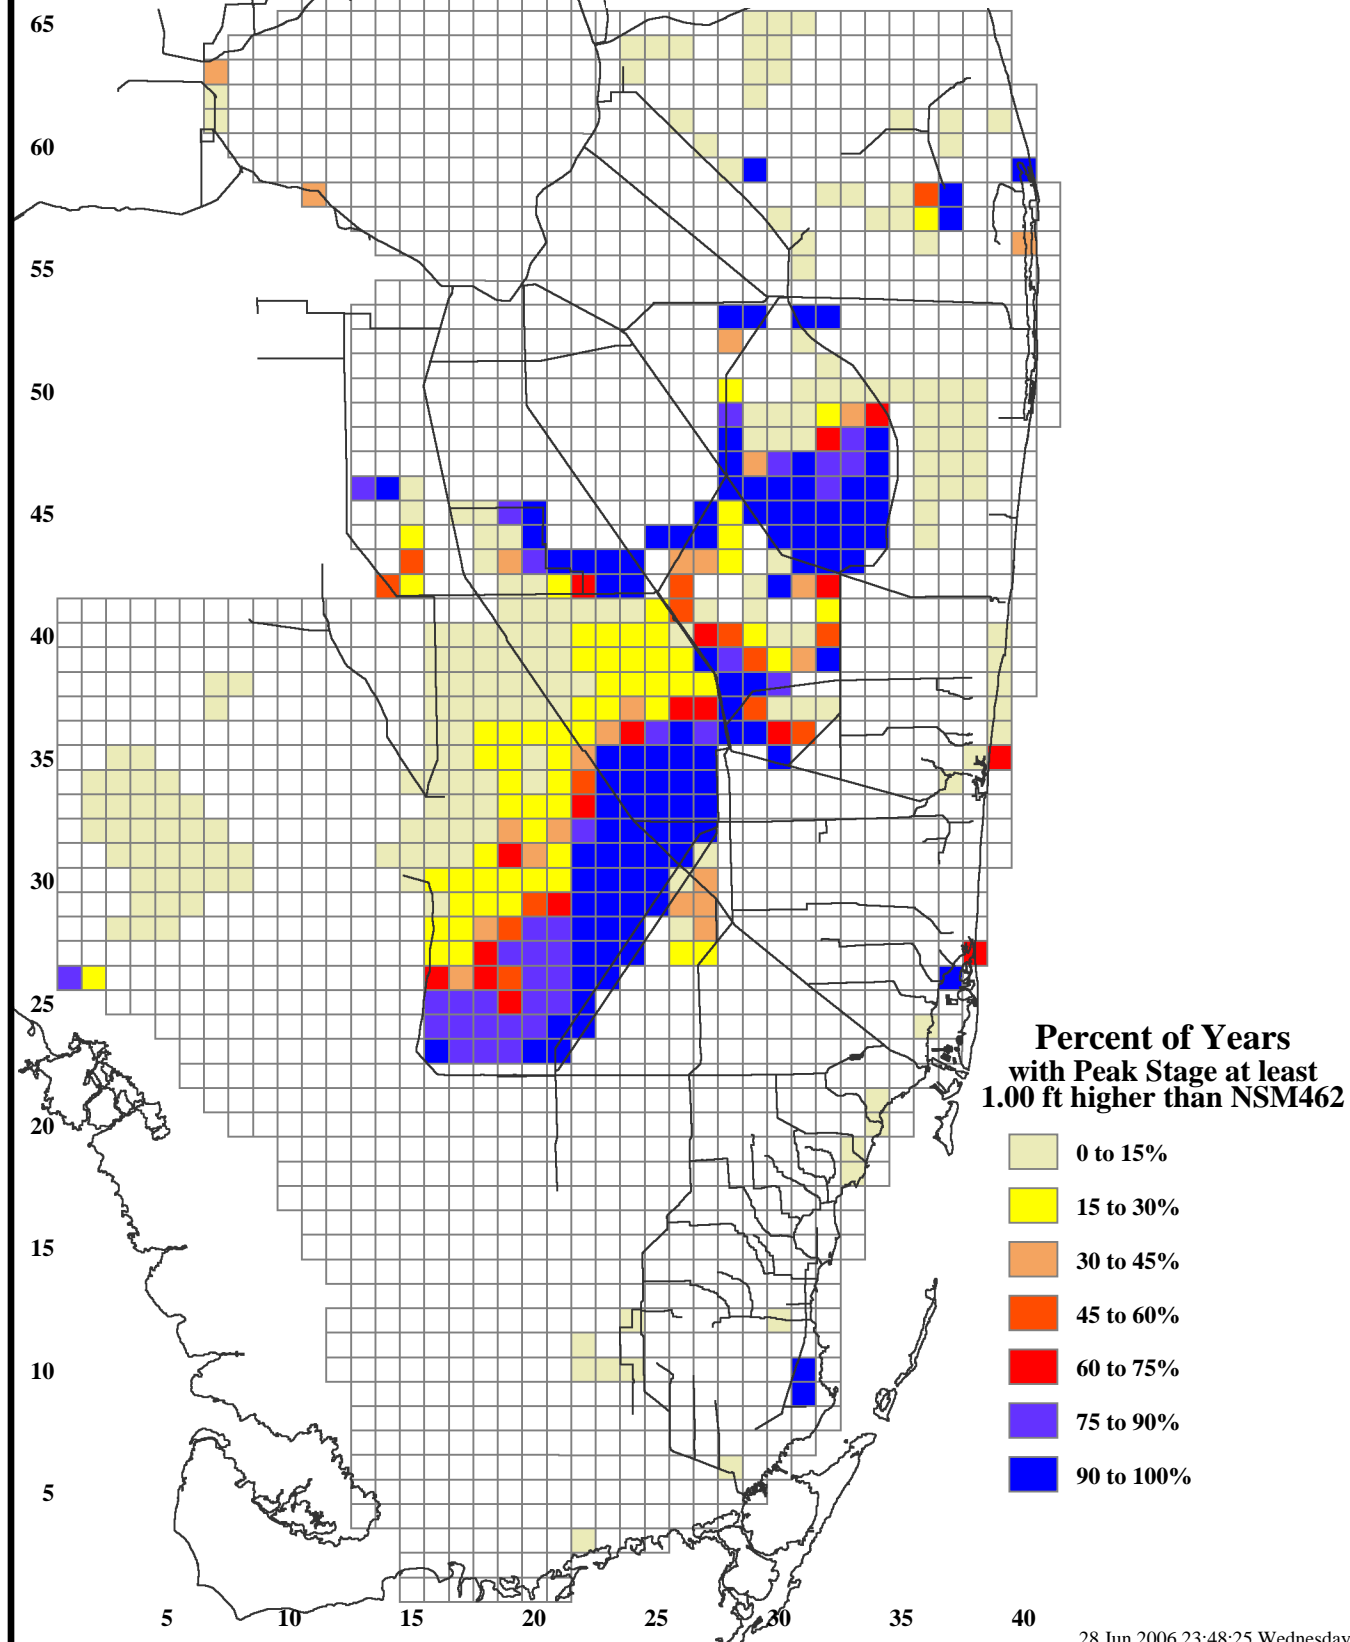 65
60
55
50
45
40
35
30
25
20
15
10
5
5 10 15 20 25 30 35 40
Percent of Years
with Peak Stage at least
1.00 ft higher than NSM462
0 to 15%
15 to 30%
30 to 45%
45 to 60%
60 to 75%
75 to 90%
90 to 100%
28 Jun 2006 23:48:25 Wednesday